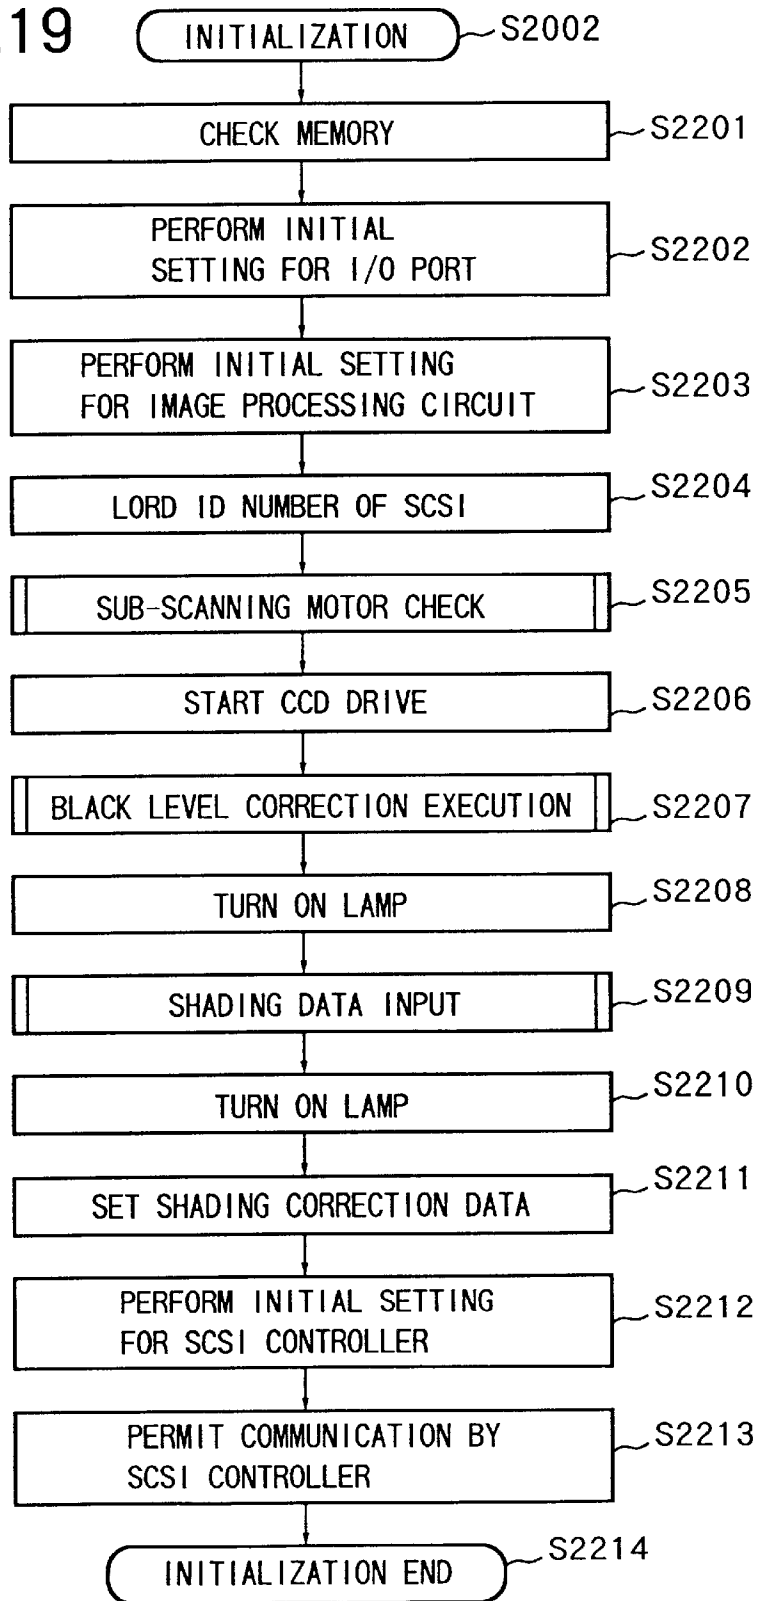 19
INITIALIZATION
S2002
CHECK MEMORY
S2201
PERFORM INITIAL
SETTING FOR I/O PORT
S2202
PERFORM INITIAL SETTING
FOR IMAGE PROCESSING CIRCUIT
S2203
LORD ID NUMBER OF SCSI
S2204
SUB-SCANNING MOTOR CHECK
S2205
START CCD DRIVE
S2206
BLACK LEVEL CORRECTION EXECUTION
S2207
TURN ON LAMP
S2208
SHADING DATA INPUT
S2209
TURN ON LAMP
S2210
SET SHADING CORRECTION DATA
S2211
PERFORM INITIAL SETTING
FOR SCSI CONTROLLER
S2212
PERMIT COMMUNICATION BY
SCSI CONTROLLER
S2213
INITIALIZATION END
S2214